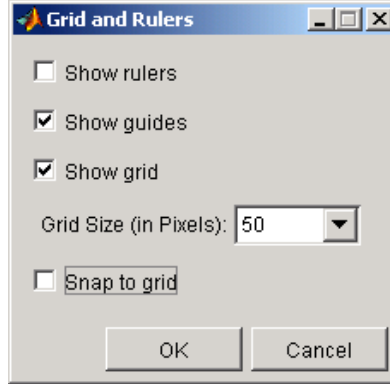 Grid and Rulers
Show rulers
Show guides
Show grid
Grid Size (in Pixels): 50
Snap to grid
OK Cancel